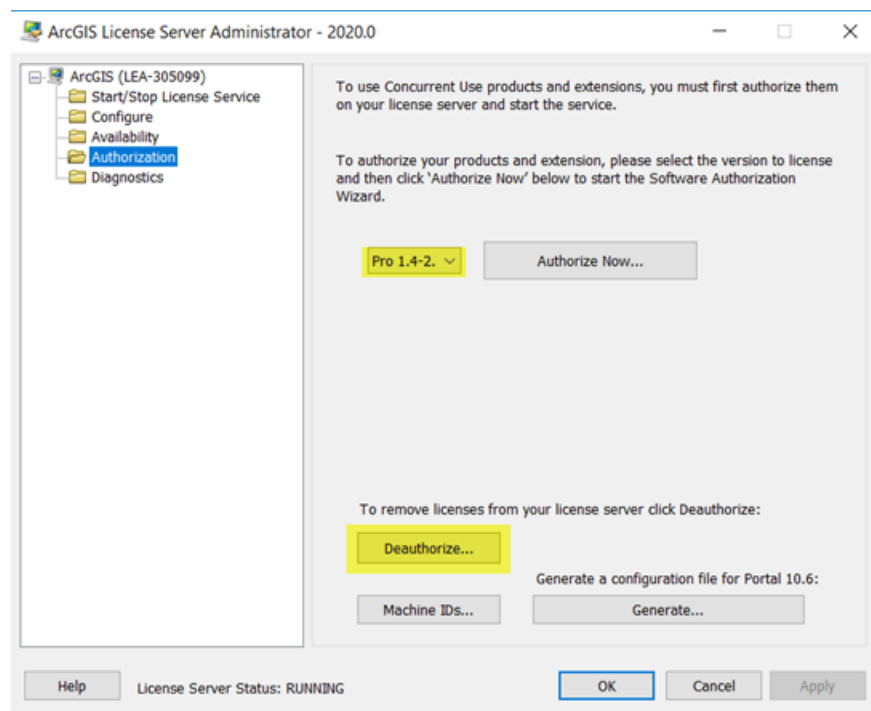 ArcGIS License Server Administrator - 2020.0
ArcGIS (LEA-305099)
Start/Stop License Service
Configure
Availability
Authorization
Diagnostics
To use Concurrent Use products and extensions, you must first authorize them
on your license server and start the service.
To authorize your products and extension, please select the version to license
and then click 'Authorize Now' below to start the Software Authorization
Wizard.
Pro 1.4-2.
Authorize Now...
To remove licenses from your license server click Deauthorize:
Deauthorize...
Generate a configuration file for Portal 10.6:
Machine IDs...
Generate...
Help
License Server Status: RUNNING
OK
Cancel
Apply